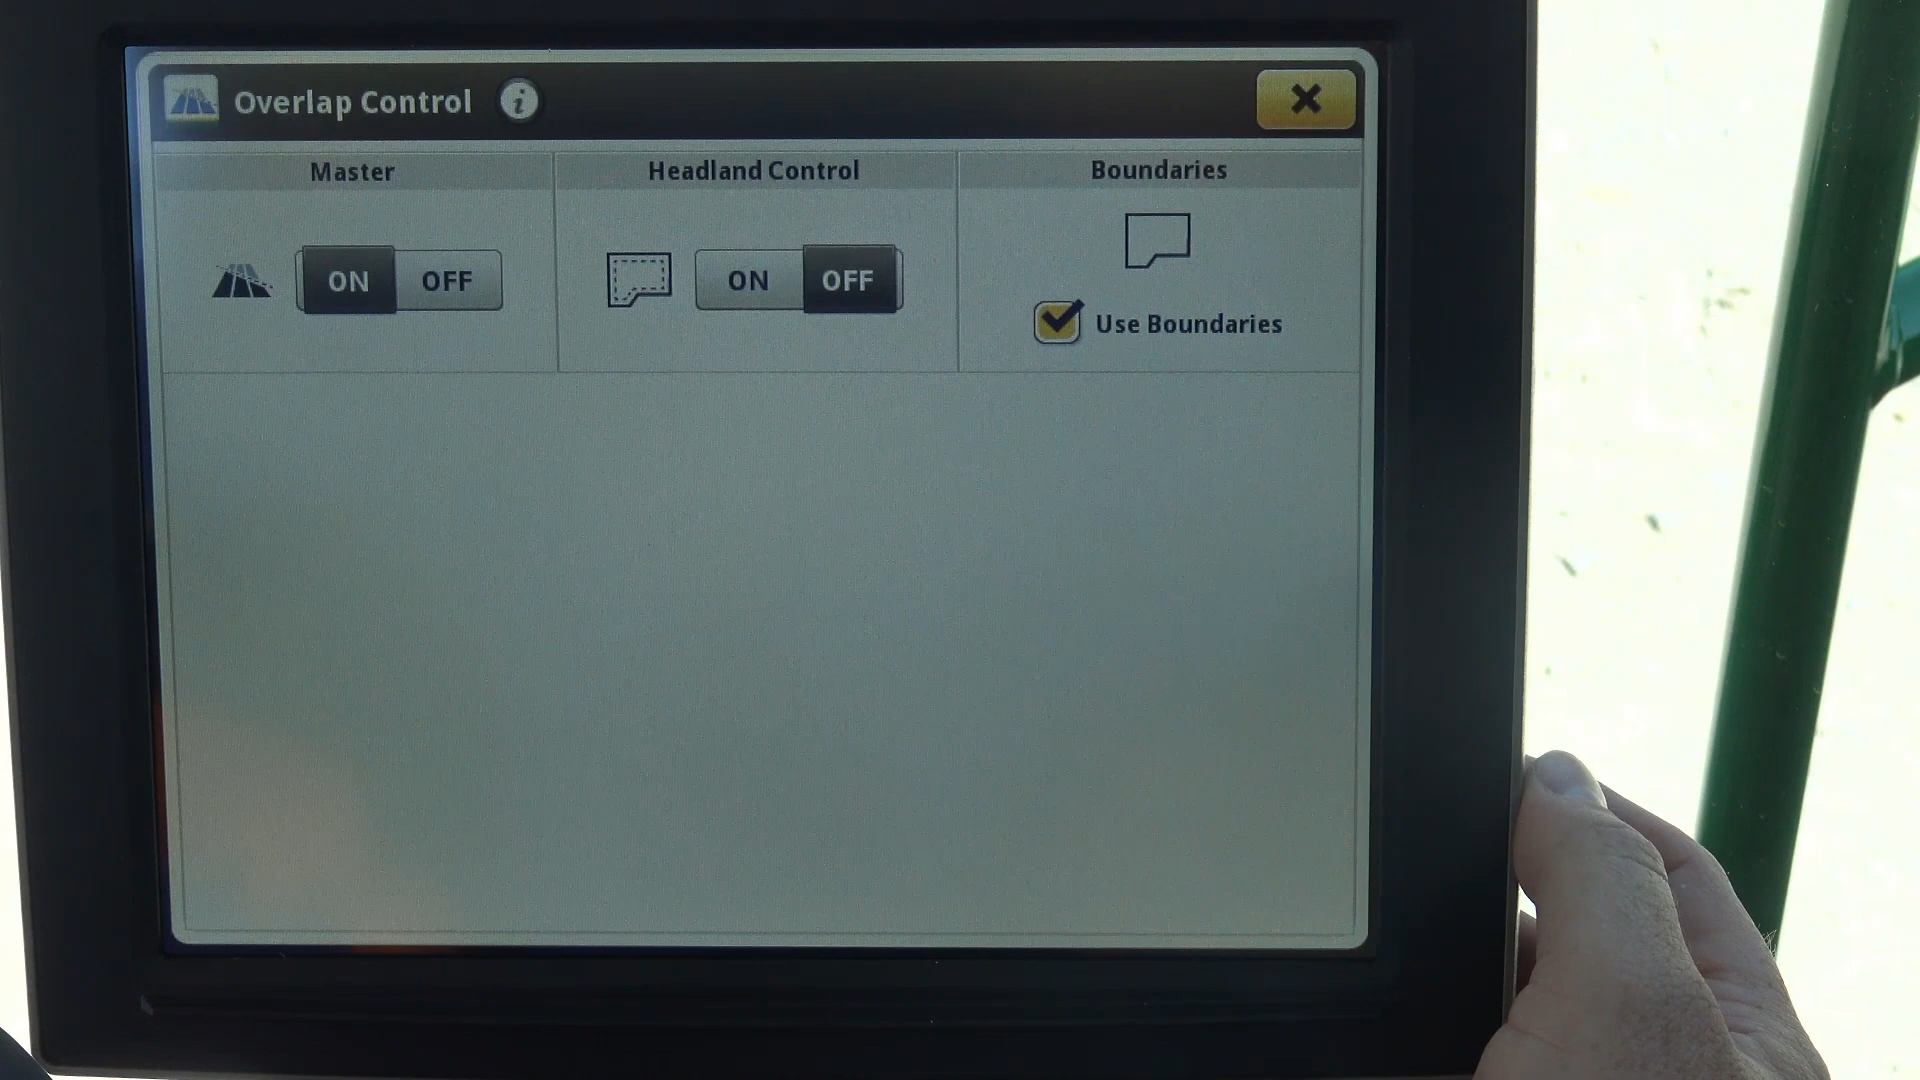 Overlap Control
Master
Headland Control
Boundaries
ON OFF
ON OFF
Use Boundaries